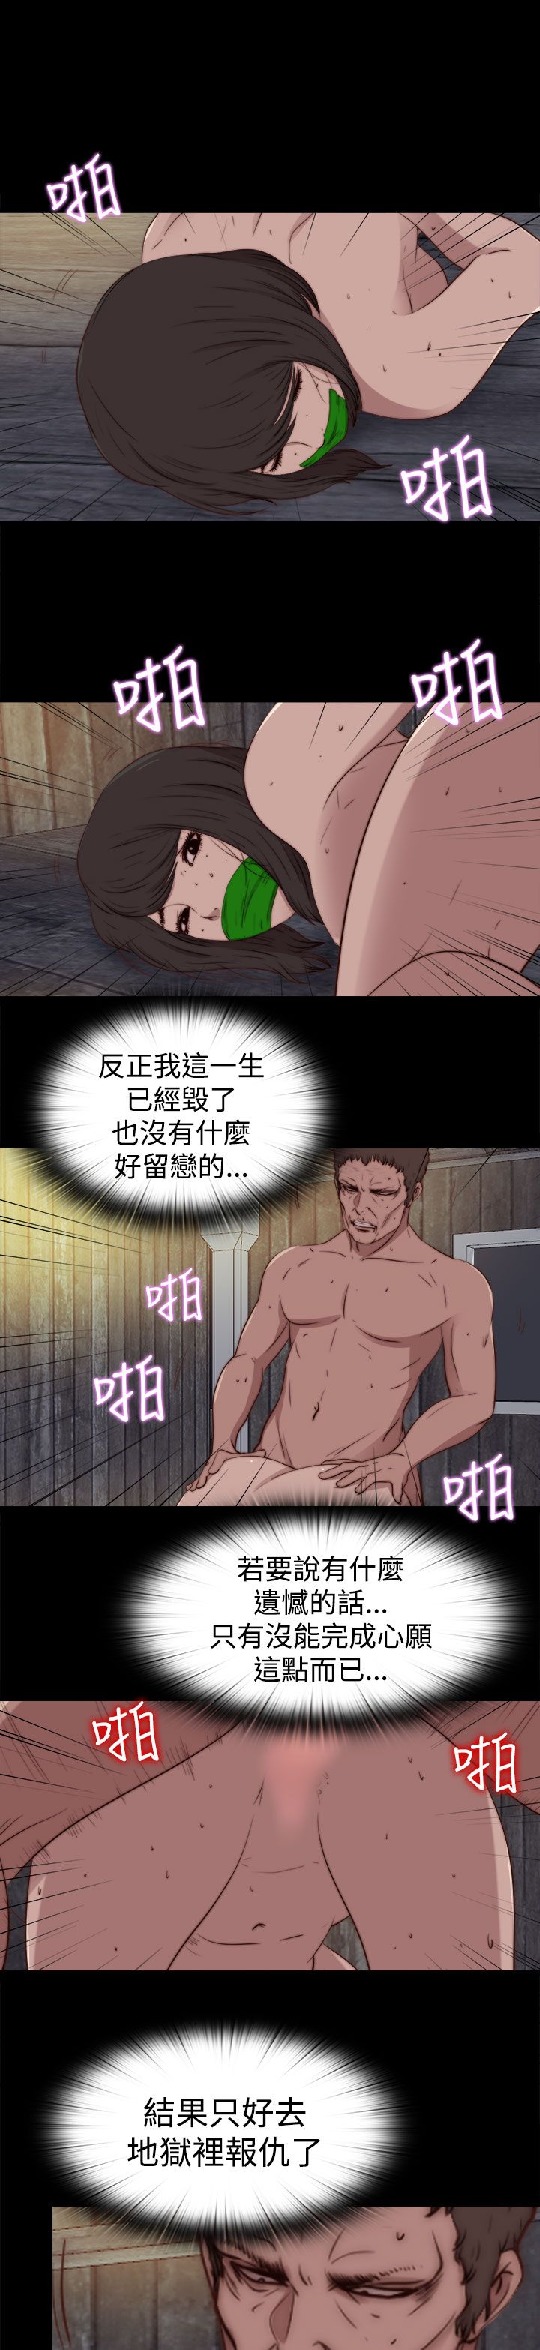 啪
啪
啪
啪
反正我這一生
已經毀了
也沒有什麼
好留戀的...
啪
啪
啪
若要說有什麼
遺憾的話...
只有沒能完成心願
這點而已...
啪
啪
結果只好去
地獄裡報仇了